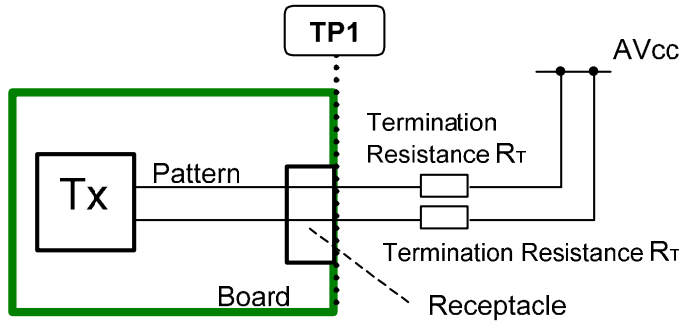 TP1
AVcc
Termination
Resistance RT
Pattern
Tx
Termination Resistance RT
Board
Receptacle